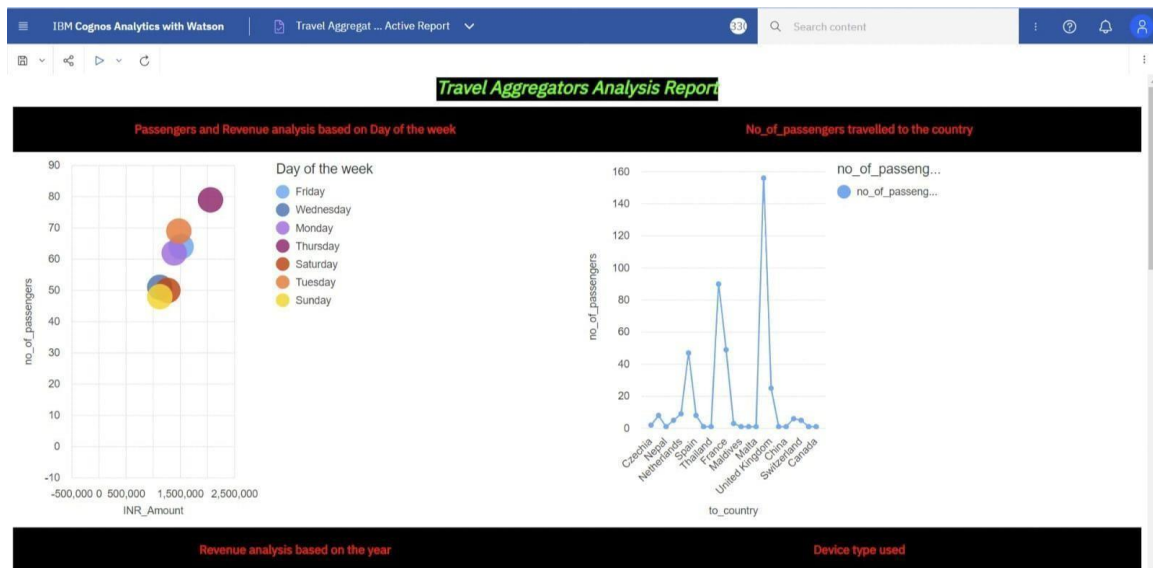 IBM Cognos Analytics with Watson
Travel Aggregat ... Active Report
Search content
Travel Aggregators Analysis Report
Passengers and Revenue analysis based on Day of the week
No_of_passengers travelled to the country
90
80
70
60
50
40
30
20
10
0
-10
no_of_passengers
-500,000 0 500,000 1,500,000 2,500,000
INR_Amount
Day of the week
Friday
Wednesday
Monday
Thursday
Saturday
Tuesday
Sunday
160
140
120
100
80
60
40
20
0
no_of_passengers
Czechia
Nepal
Netherlands
Spain
Thailand
France
Maldives
Malta
United Kingdom
China
Switzerland
Canada
to_country
no_of_passeng...
no_of_passeng...
Revenue analysis based on the year
Device type used